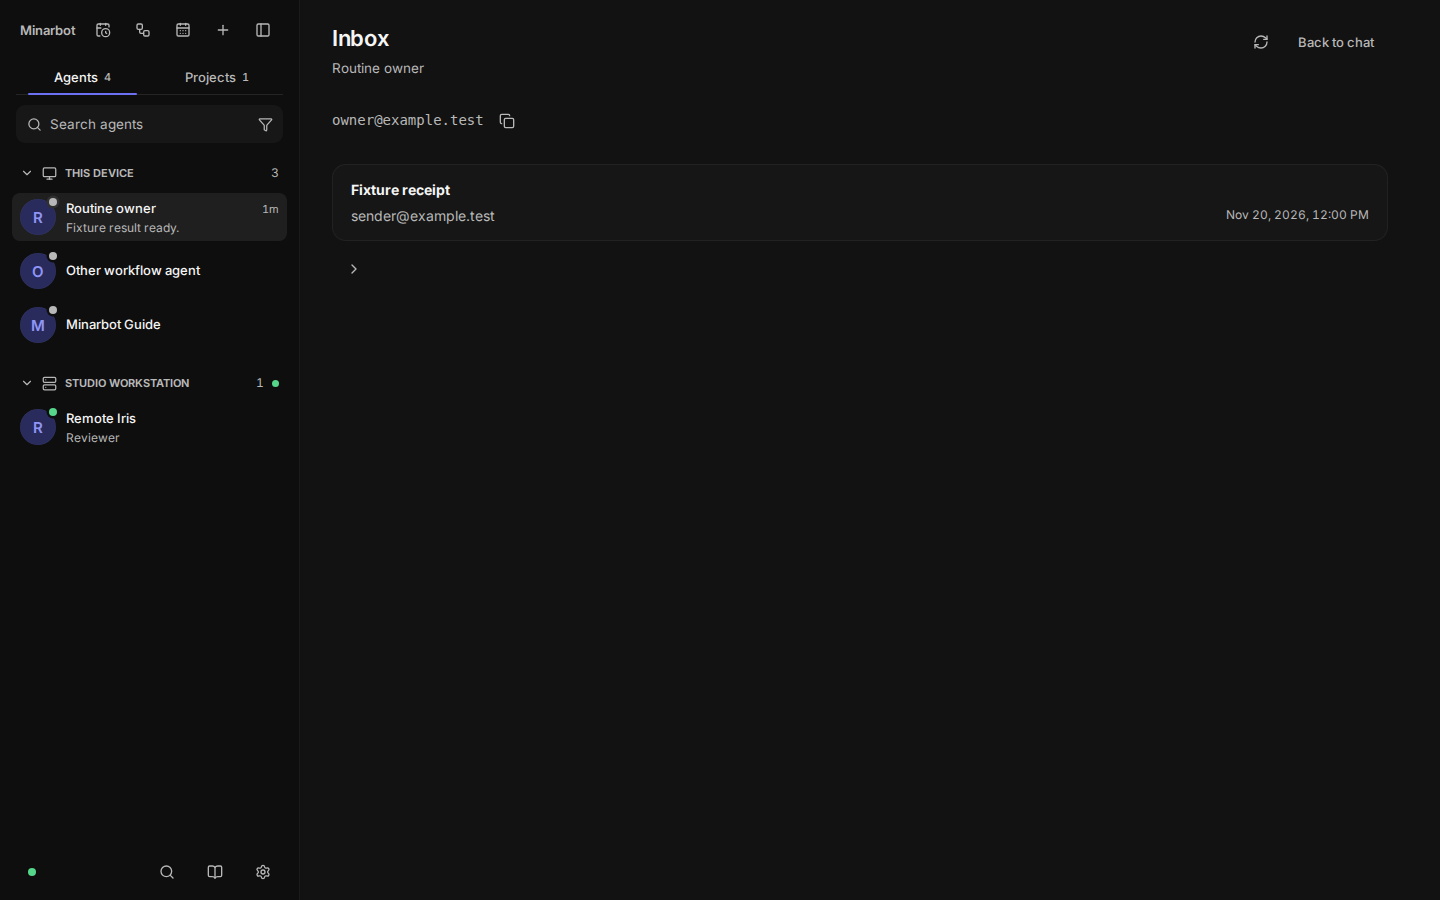 Minarbot
Agents 4
Projects 1
Search agents
THIS DEVICE 3
R
Routine owner 1m
Fixture result ready.
O
Other workflow agent
M
Minarbot Guide
STUDIO WORKSTATION 1
R
Remote Iris
Reviewer
Inbox
Routine owner
Back to chat
owner@example.test
Fixture receipt
sender@example.test
Nov 20, 2026, 12:00 PM